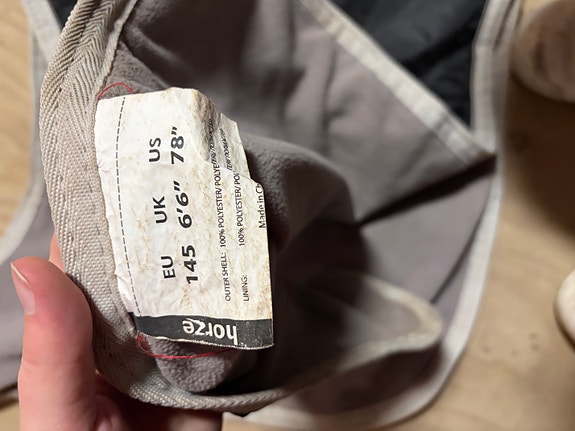 EU UK US
145 6'6" 78"
OUTER SHELL: 100% POLYESTER/
LINING: 100% POLYESTER/
Made in
horze